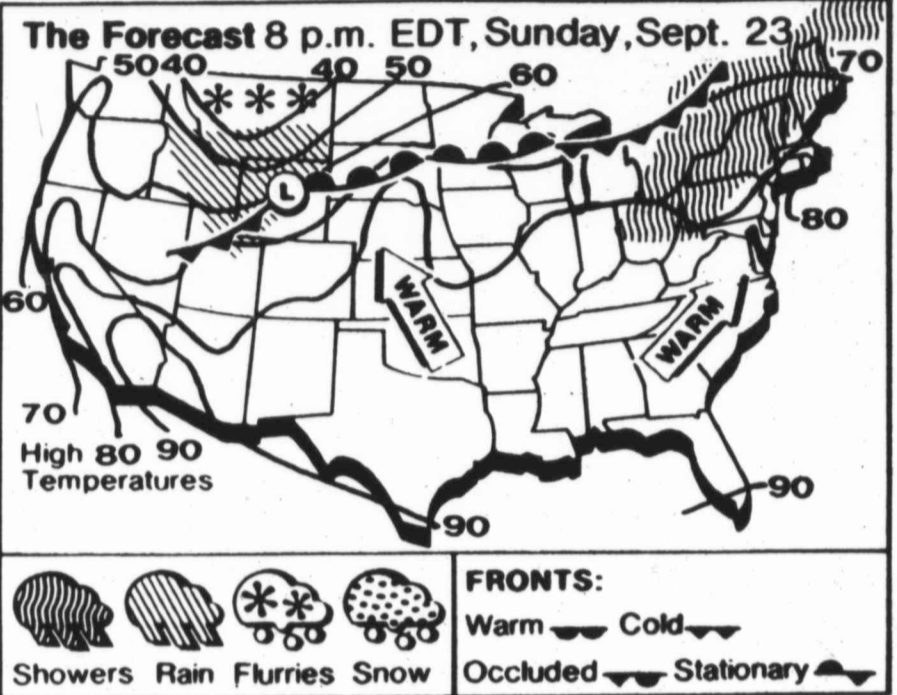 The Forecast 8 p.m. EDT, Sunday, Sept. 23
50 40 40 50 60 70
L
80
WARM WARM
60
70
High 80 90
Temperatures
90
90
FRONTS:
Warm Cold
Showers Rain Flurries Snow Occluded Stationary